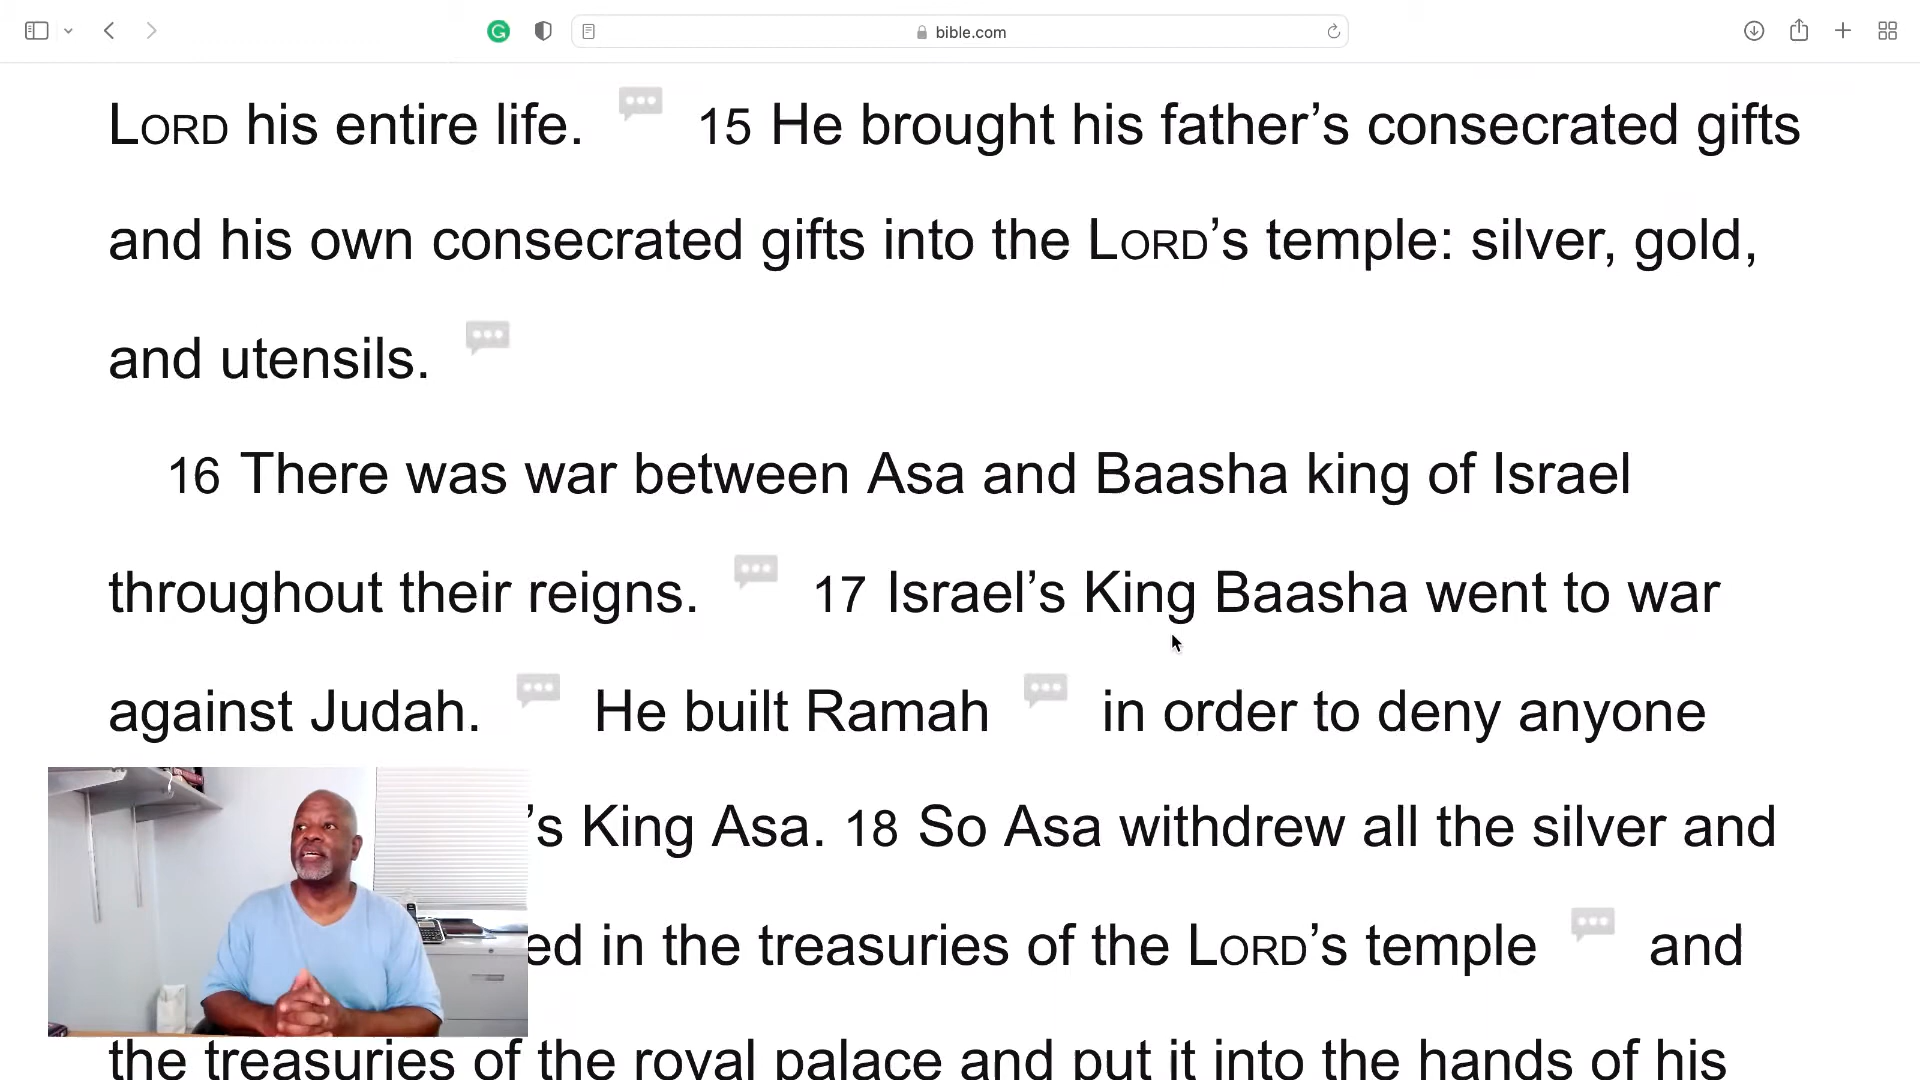 bible.com
LORD his entire life. 15 He brought his father’s consecrated gifts
and his own consecrated gifts into the LORD’s temple: silver, gold,
and utensils.
16 There was war between Asa and Baasha king of Israel
throughout their reigns. 17 Israel’s King Baasha went to war
against Judah. He built Ramah in order to deny anyone
’s King Asa. 18 So Asa withdrew all the silver and
ed in the treasuries of the LORD’s temple and
the treasuries of the royal palace and put it into the hands of his